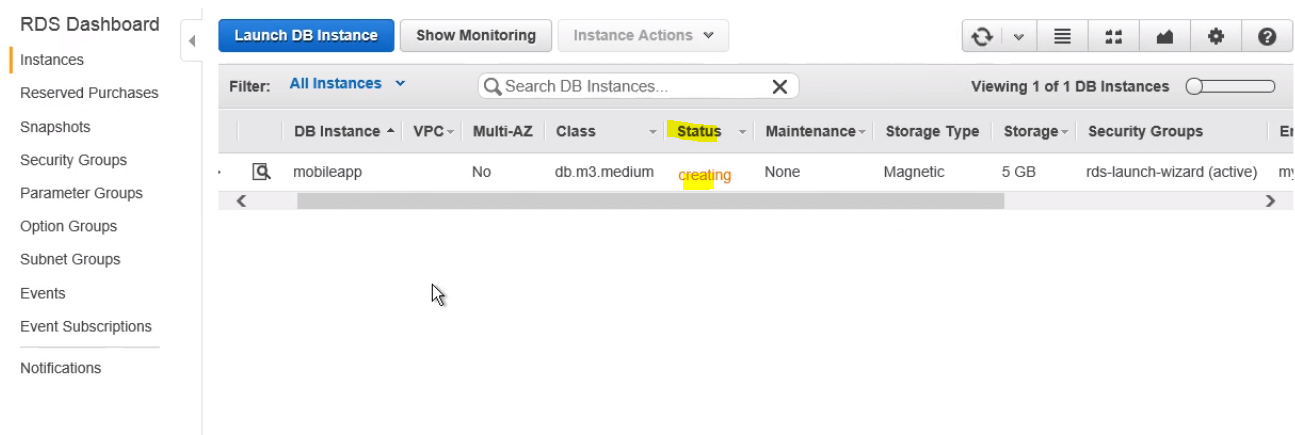 RDS Dashboard
Instances
Reserved Purchases
Snapshots
Security Groups
Parameter Groups
Option Groups
Subnet Groups
Events
Event Subscriptions
Notifications
Launch DB Instance Show Monitoring Instance Actions
Filter: All Instances Search DB Instances... Viewing 1 of 1 DB Instances
DB Instance VPC Multi-AZ Class Status Maintenance Storage Type Storage Security Groups
mobileapp No db.m3.medium creating None Magnetic 5 GB rds-launch-wizard (active)